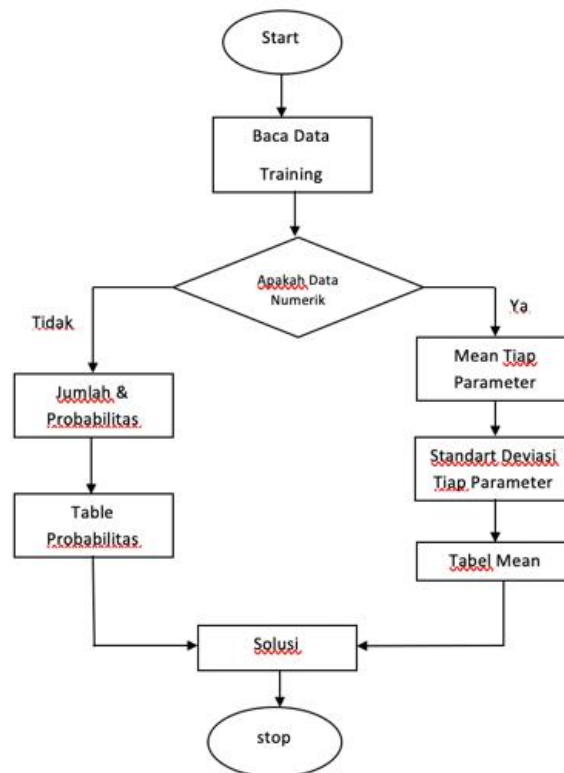 Start
Baca Data
Training
Apakah Data
Numerik
Tidak
Ya
Jumlah &
Probabilitas
Mean Tiap
Parameter
Standart Deviasi
Tiap Parameter
Table
Probabilitas
Tabel Mean
Solusi
stop